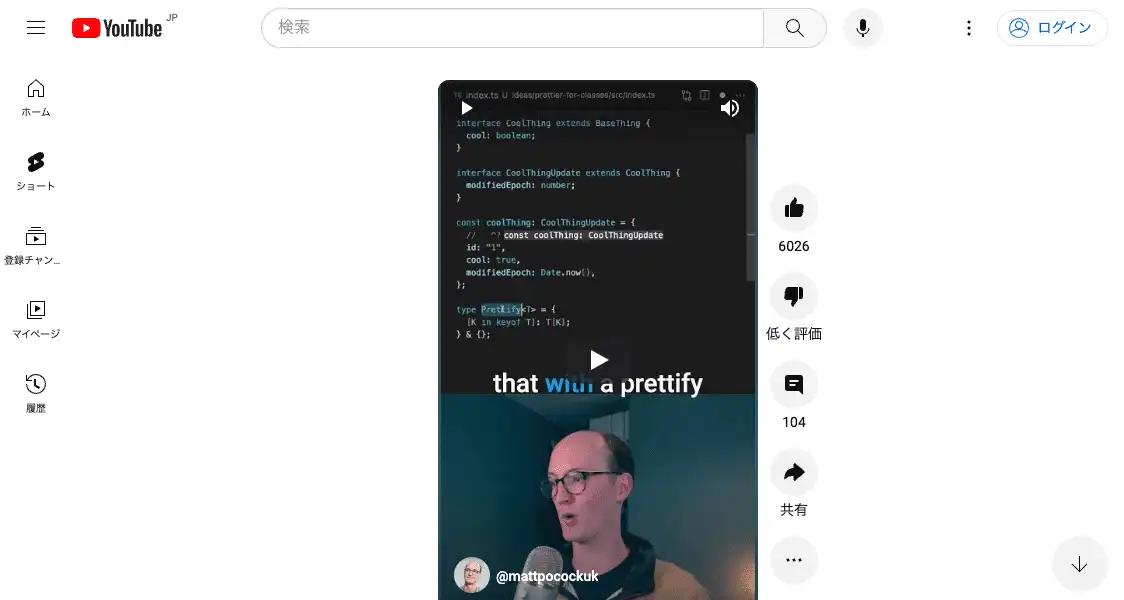 YouTube JP
検索
ログイン
ホーム
ショート
登録チャン...
マイページ
履歴
index.ts U ideas/prettier-for-classes/src/index.ts
interface CoolThing extends BaseThing {
cool: boolean;
}
interface CoolThingUpdate extends CoolThing {
modifiedEpoch: number;
}
const coolThing: CoolThingUpdate = {
// ^? const coolThing: CoolThingUpdate
id: "1",
cool: true,
modifiedEpoch: Date.now(),
};
type Prettify<T> = {
[K in keyof T]: T[K];
} & {};
that with a prettify
@mattpocockuk
6026
低く評価
104
共有